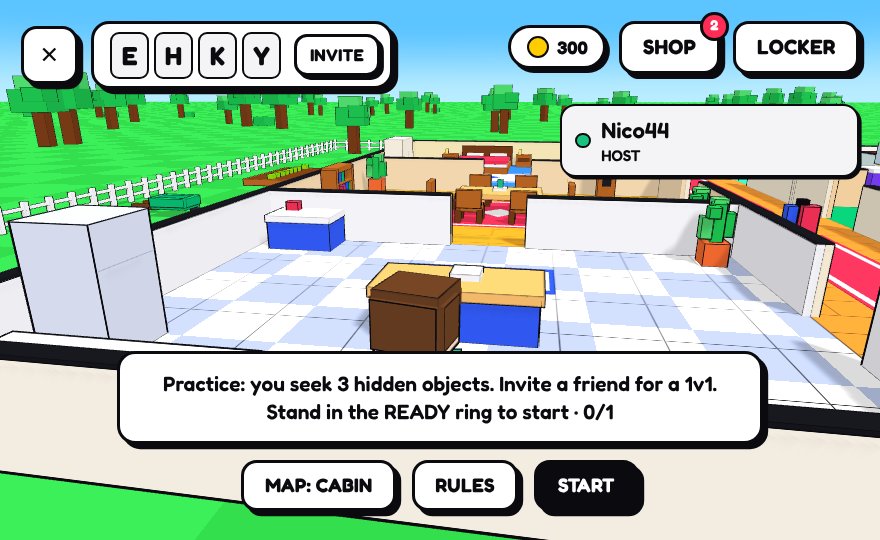 ×
E H K Y INVITE
300
SHOP
2
LOCKER
Nico44
HOST
Practice: you seek 3 hidden objects. Invite a friend for a 1v1.
Stand in the READY ring to start · 0/1
MAP: CABIN
RULES
START